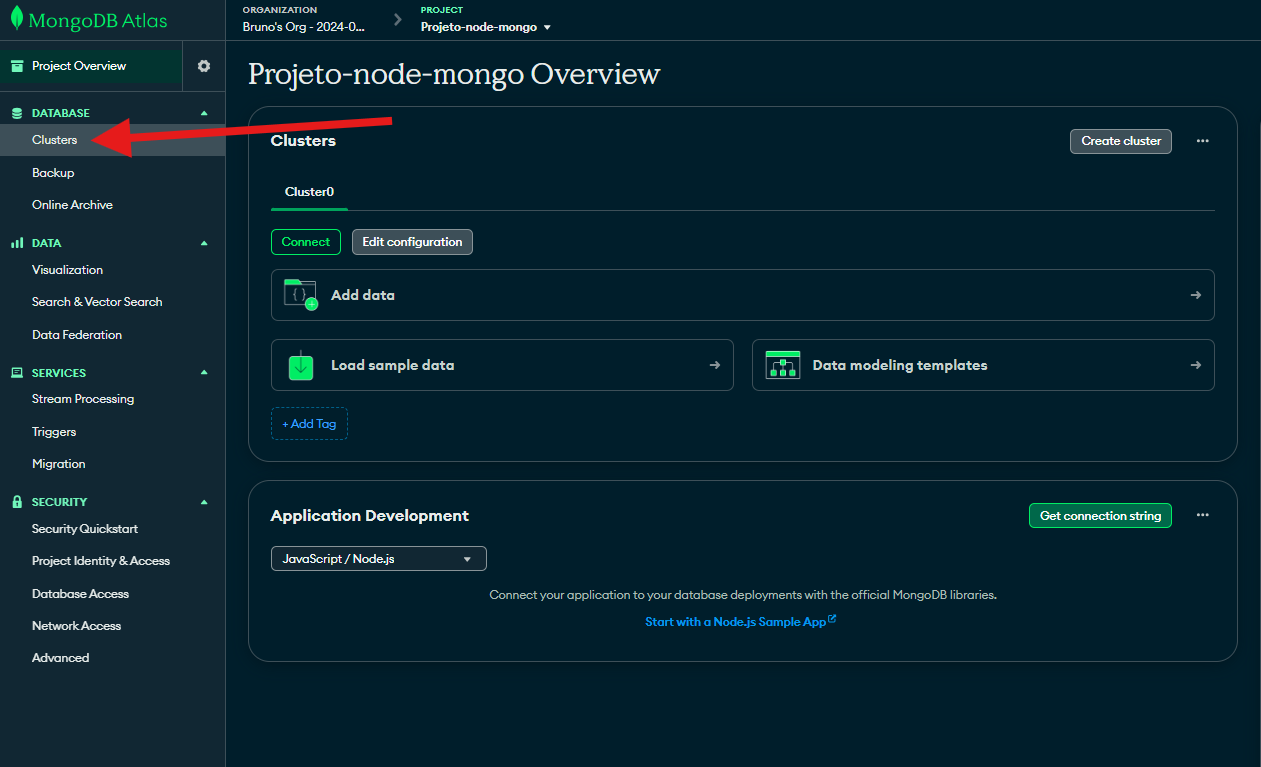 MongoDB Atlas
ORGANIZATION
Bruno's Org - 2024-0...
PROJECT
Projeto-node-mongo
Project Overview
DATABASE
Clusters
Backup
Online Archive
DATA
Visualization
Search & Vector Search
Data Federation
SERVICES
Stream Processing
Triggers
Migration
SECURITY
Security Quickstart
Project Identity & Access
Database Access
Network Access
Advanced
Projeto-node-mongo Overview
Clusters
Create cluster
Cluster0
Connect
Edit configuration
Add data
Load sample data
Data modeling templates
+ Add Tag
Application Development
Get connection string
JavaScript / Node.js
Connect your application to your database deployments with the official MongoDB libraries.
Start with a Node.js Sample App